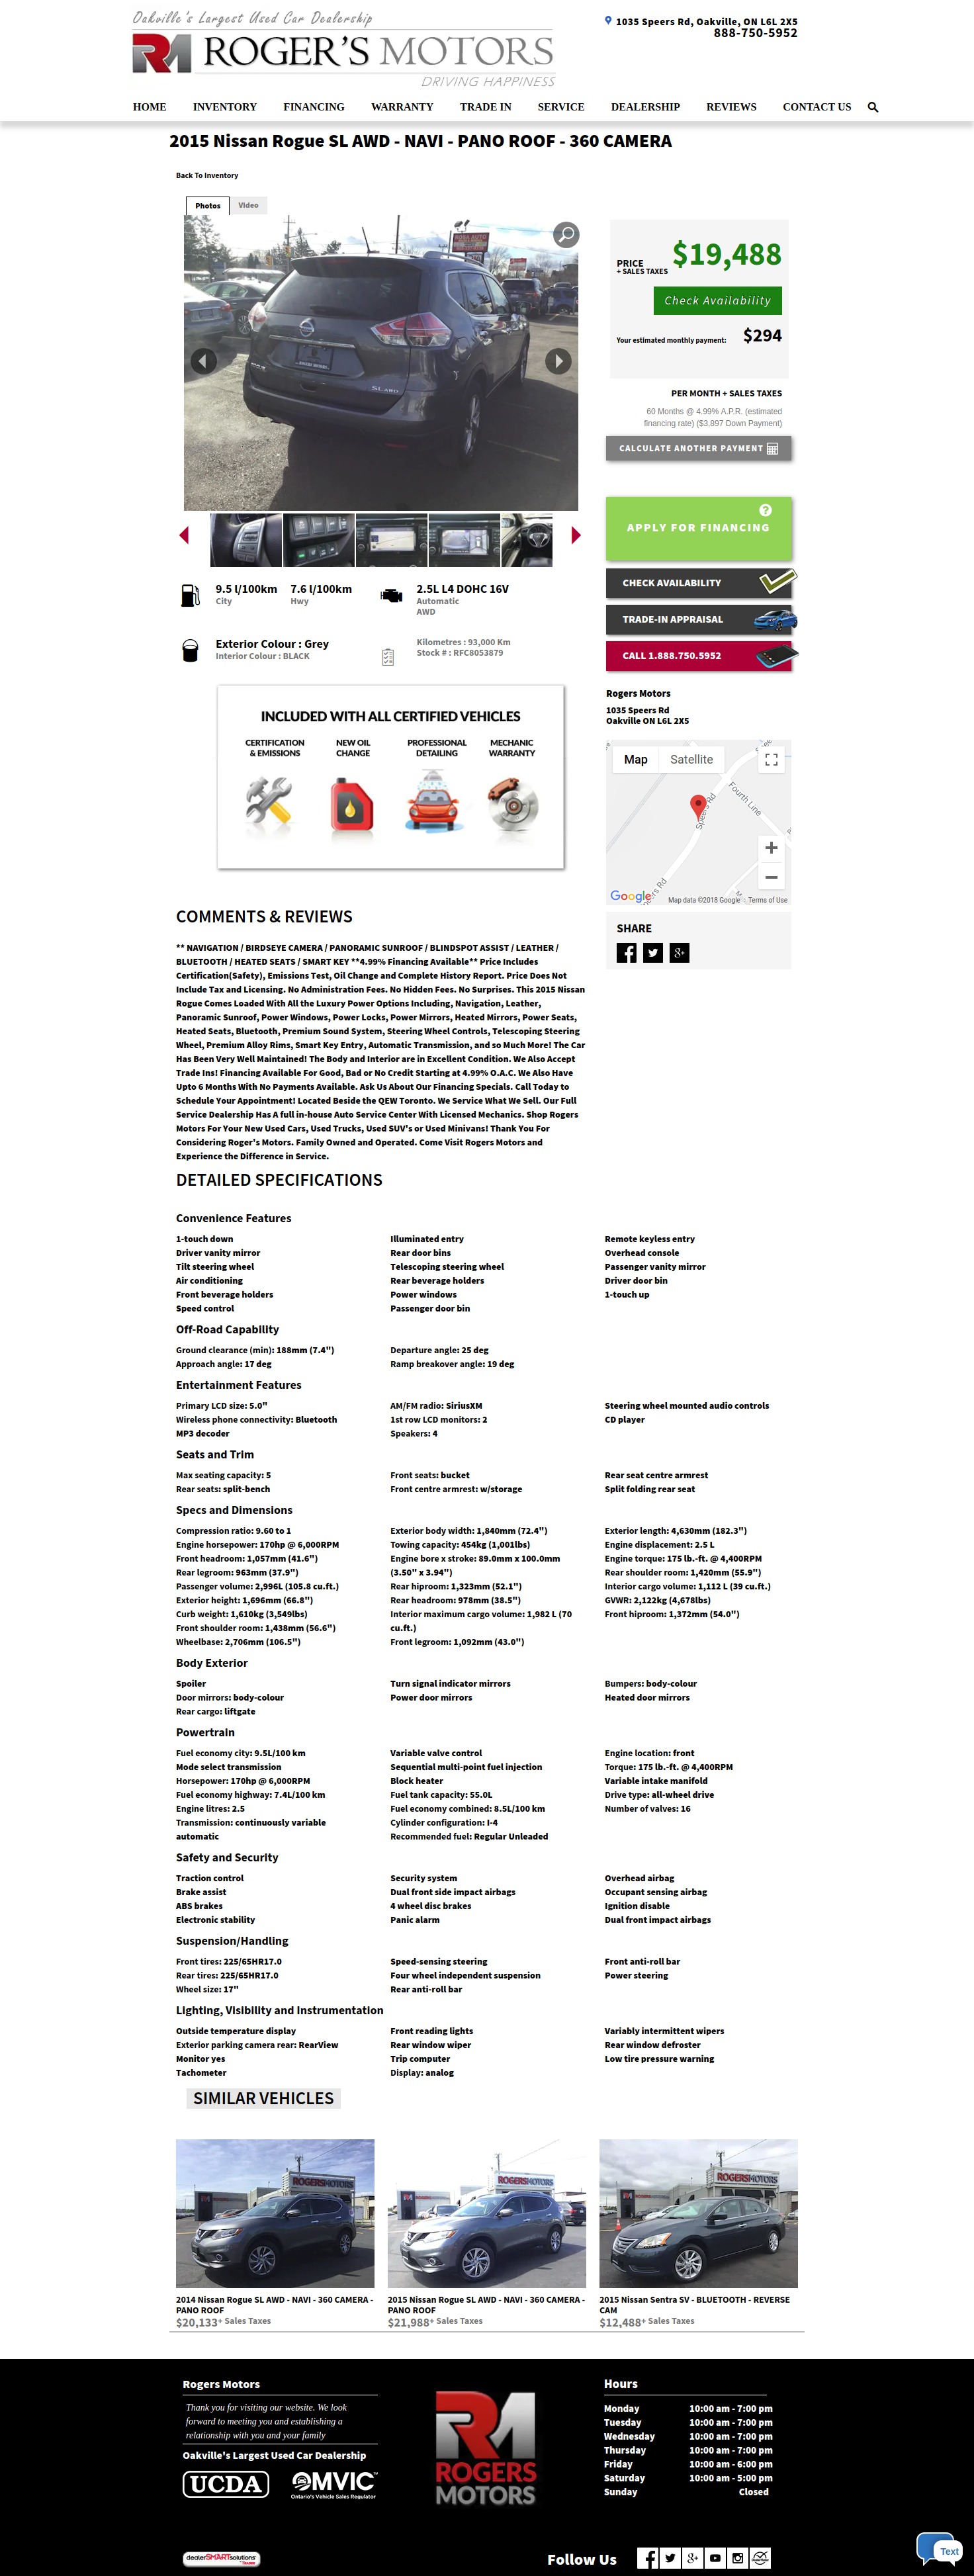 Oakville's Largest Used Car Dealership
ROGER'S MOTORS
DRIVING HAPPINESS
1035 Speers Rd, Oakville, ON L6L 2X5
888-750-5952
HOME INVENTORY FINANCING WARRANTY TRADE IN SERVICE DEALERSHIP REVIEWS CONTACT US
2015 Nissan Rogue SL AWD - NAVI - PANO ROOF - 360 CAMERA
Back To Inventory
Photos Video
SL AWD
PRICE
+ SALES TAXES
$19,488
Check Availability
Your estimated monthly payment: $294
PER MONTH + SALES TAXES
60 Months @ 4.99% A.P.R. (estimated
financing rate) ($3,897 Down Payment)
CALCULATE ANOTHER PAYMENT
APPLY FOR FINANCING
CHECK AVAILABILITY
TRADE-IN APPRAISAL
CALL 1.888.750.5952
Rogers Motors
1035 Speers Rd
Oakville ON L6L 2X5
Map Satellite
Fourth Line
Speers Rd
Google
Map data ©2018 Google Terms of Use
SHARE
9.5 l/100km 7.6 l/100km
City Hwy
2.5L L4 DOHC 16V
Automatic
AWD
Exterior Colour : Grey
Interior Colour : BLACK
Kilometres : 93,000 Km
Stock # : RFC8053879
INCLUDED WITH ALL CERTIFIED VEHICLES
CERTIFICATION NEW OIL PROFESSIONAL MECHANIC
& EMISSIONS CHANGE DETAILING WARRANTY
COMMENTS & REVIEWS
** NAVIGATION / BIRDSEYE CAMERA / PANORAMIC SUNROOF / BLINDSPOT ASSIST / LEATHER /
BLUETOOTH / HEATED SEATS / SMART KEY **4.99% Financing Available** Price Includes
Certification(Safety), Emissions Test, Oil Change and Complete History Report. Price Does Not
Include Tax and Licensing. No Administration Fees. No Hidden Fees. No Surprises. This 2015 Nissan
Rogue Comes Loaded With All the Luxury Power Options Including, Navigation, Leather,
Panoramic Sunroof, Power Windows, Power Locks, Power Mirrors, Heated Mirrors, Power Seats,
Heated Seats, Bluetooth, Premium Sound System, Steering Wheel Controls, Telescoping Steering
Wheel, Premium Alloy Rims, Smart Key Entry, Automatic Transmission, and so Much More! The Car
Has Been Very Well Maintained! The Body and Interior are in Excellent Condition. We Also Accept
Trade Ins! Financing Available For Good, Bad or No Credit Starting at 4.99% O.A.C. We Also Have
Upto 6 Months With No Payments Available. Ask Us About Our Financing Specials. Call Today to
Schedule Your Appointment! Located Beside the QEW Toronto. We Service What We Sell. Our Full
Service Dealership Has A full in-house Auto Service Center With Licensed Mechanics. Shop Rogers
Motors For Your New Used Cars, Used Trucks, Used SUV's or Used Minivans! Thank You For
Considering Roger's Motors. Family Owned and Operated. Come Visit Rogers Motors and
Experience the Difference in Service.
DETAILED SPECIFICATIONS
Convenience Features
1-touch down Illuminated entry Remote keyless entry
Driver vanity mirror Rear door bins Overhead console
Tilt steering wheel Telescoping steering wheel Passenger vanity mirror
Air conditioning Rear beverage holders Driver door bin
Front beverage holders Power windows 1-touch up
Speed control Passenger door bin
Off-Road Capability
Ground clearance (min): 188mm (7.4") Departure angle: 25 deg
Approach angle: 17 deg Ramp breakover angle: 19 deg
Entertainment Features
Primary LCD size: 5.0" AM/FM radio: SiriusXM Steering wheel mounted audio controls
Wireless phone connectivity: Bluetooth 1st row LCD monitors: 2 CD player
MP3 decoder Speakers: 4
Seats and Trim
Max seating capacity: 5 Front seats: bucket Rear seat centre armrest
Rear seats: split-bench Front centre armrest: w/storage Split folding rear seat
Specs and Dimensions
Compression ratio: 9.60 to 1 Exterior body width: 1,840mm (72.4") Exterior length: 4,630mm (182.3")
Engine horsepower: 170hp @ 6,000RPM Towing capacity: 454kg (1,001lbs) Engine displacement: 2.5 L
Front headroom: 1,057mm (41.6") Engine bore x stroke: 89.0mm x 100.0mm Engine torque: 175 lb.-ft. @ 4,400RPM
Rear legroom: 963mm (37.9") (3.50" x 3.94") Rear shoulder room: 1,420mm (55.9")
Passenger volume: 2,996L (105.8 cu.ft.) Rear hiproom: 1,323mm (52.1") Interior cargo volume: 1,112 L (39 cu.ft.)
Exterior height: 1,696mm (66.8") Rear headroom: 978mm (38.5") GVWR: 2,122kg (4,678lbs)
Curb weight: 1,610kg (3,549lbs) Interior maximum cargo volume: 1,982 L (70 Front hiproom: 1,372mm (54.0")
Front shoulder room: 1,438mm (56.6") cu.ft.)
Wheelbase: 2,706mm (106.5") Front legroom: 1,092mm (43.0")
Body Exterior
Spoiler Turn signal indicator mirrors Bumpers: body-colour
Door mirrors: body-colour Power door mirrors Heated door mirrors
Rear cargo: liftgate
Powertrain
Fuel economy city: 9.5L/100 km Variable valve control Engine location: front
Mode select transmission Sequential multi-point fuel injection Torque: 175 lb.-ft. @ 4,400RPM
Horsepower: 170hp @ 6,000RPM Block heater Variable intake manifold
Fuel economy highway: 7.4L/100 km Fuel tank capacity: 55.0L Drive type: all-wheel drive
Engine litres: 2.5 Fuel economy combined: 8.5L/100 km Number of valves: 16
Transmission: continuously variable Cylinder configuration: I-4
automatic Recommended fuel: Regular Unleaded
Safety and Security
Traction control Security system Overhead airbag
Brake assist Dual front side impact airbags Occupant sensing airbag
ABS brakes 4 wheel disc brakes Ignition disable
Electronic stability Panic alarm Dual front impact airbags
Suspension/Handling
Front tires: 225/65HR17.0 Speed-sensing steering Front anti-roll bar
Rear tires: 225/65HR17.0 Four wheel independent suspension Power steering
Wheel size: 17" Rear anti-roll bar
Lighting, Visibility and Instrumentation
Outside temperature display Front reading lights Variably intermittent wipers
Exterior parking camera rear: RearView Rear window wiper Rear window defroster
Monitor yes Trip computer Low tire pressure warning
Tachometer Display: analog
SIMILAR VEHICLES
ROGERSMOTORS ROGERSMOTORS ROGERSMOTORS
2014 Nissan Rogue SL AWD - NAVI - 360 CAMERA - 2015 Nissan Rogue SL AWD - NAVI - 360 CAMERA - 2015 Nissan Sentra SV - BLUETOOTH - REVERSE
PANO ROOF PANO ROOF CAM
$20,133+ Sales Taxes $21,988+ Sales Taxes $12,488+ Sales Taxes
Rogers Motors
Thank you for visiting our website. We look
forward to meeting you and establishing a
relationship with you and your family
Oakville's Largest Used Car Dealership
UCDA OMVIC
Ontario's Vehicle Sales Regulator
ROGERS
MOTORS
Hours
Monday 10:00 am - 7:00 pm
Tuesday 10:00 am - 7:00 pm
Wednesday 10:00 am - 7:00 pm
Thursday 10:00 am - 7:00 pm
Friday 10:00 am - 6:00 pm
Saturday 10:00 am - 5:00 pm
Sunday Closed
dealerSMARTsolutions
Follow Us
Text